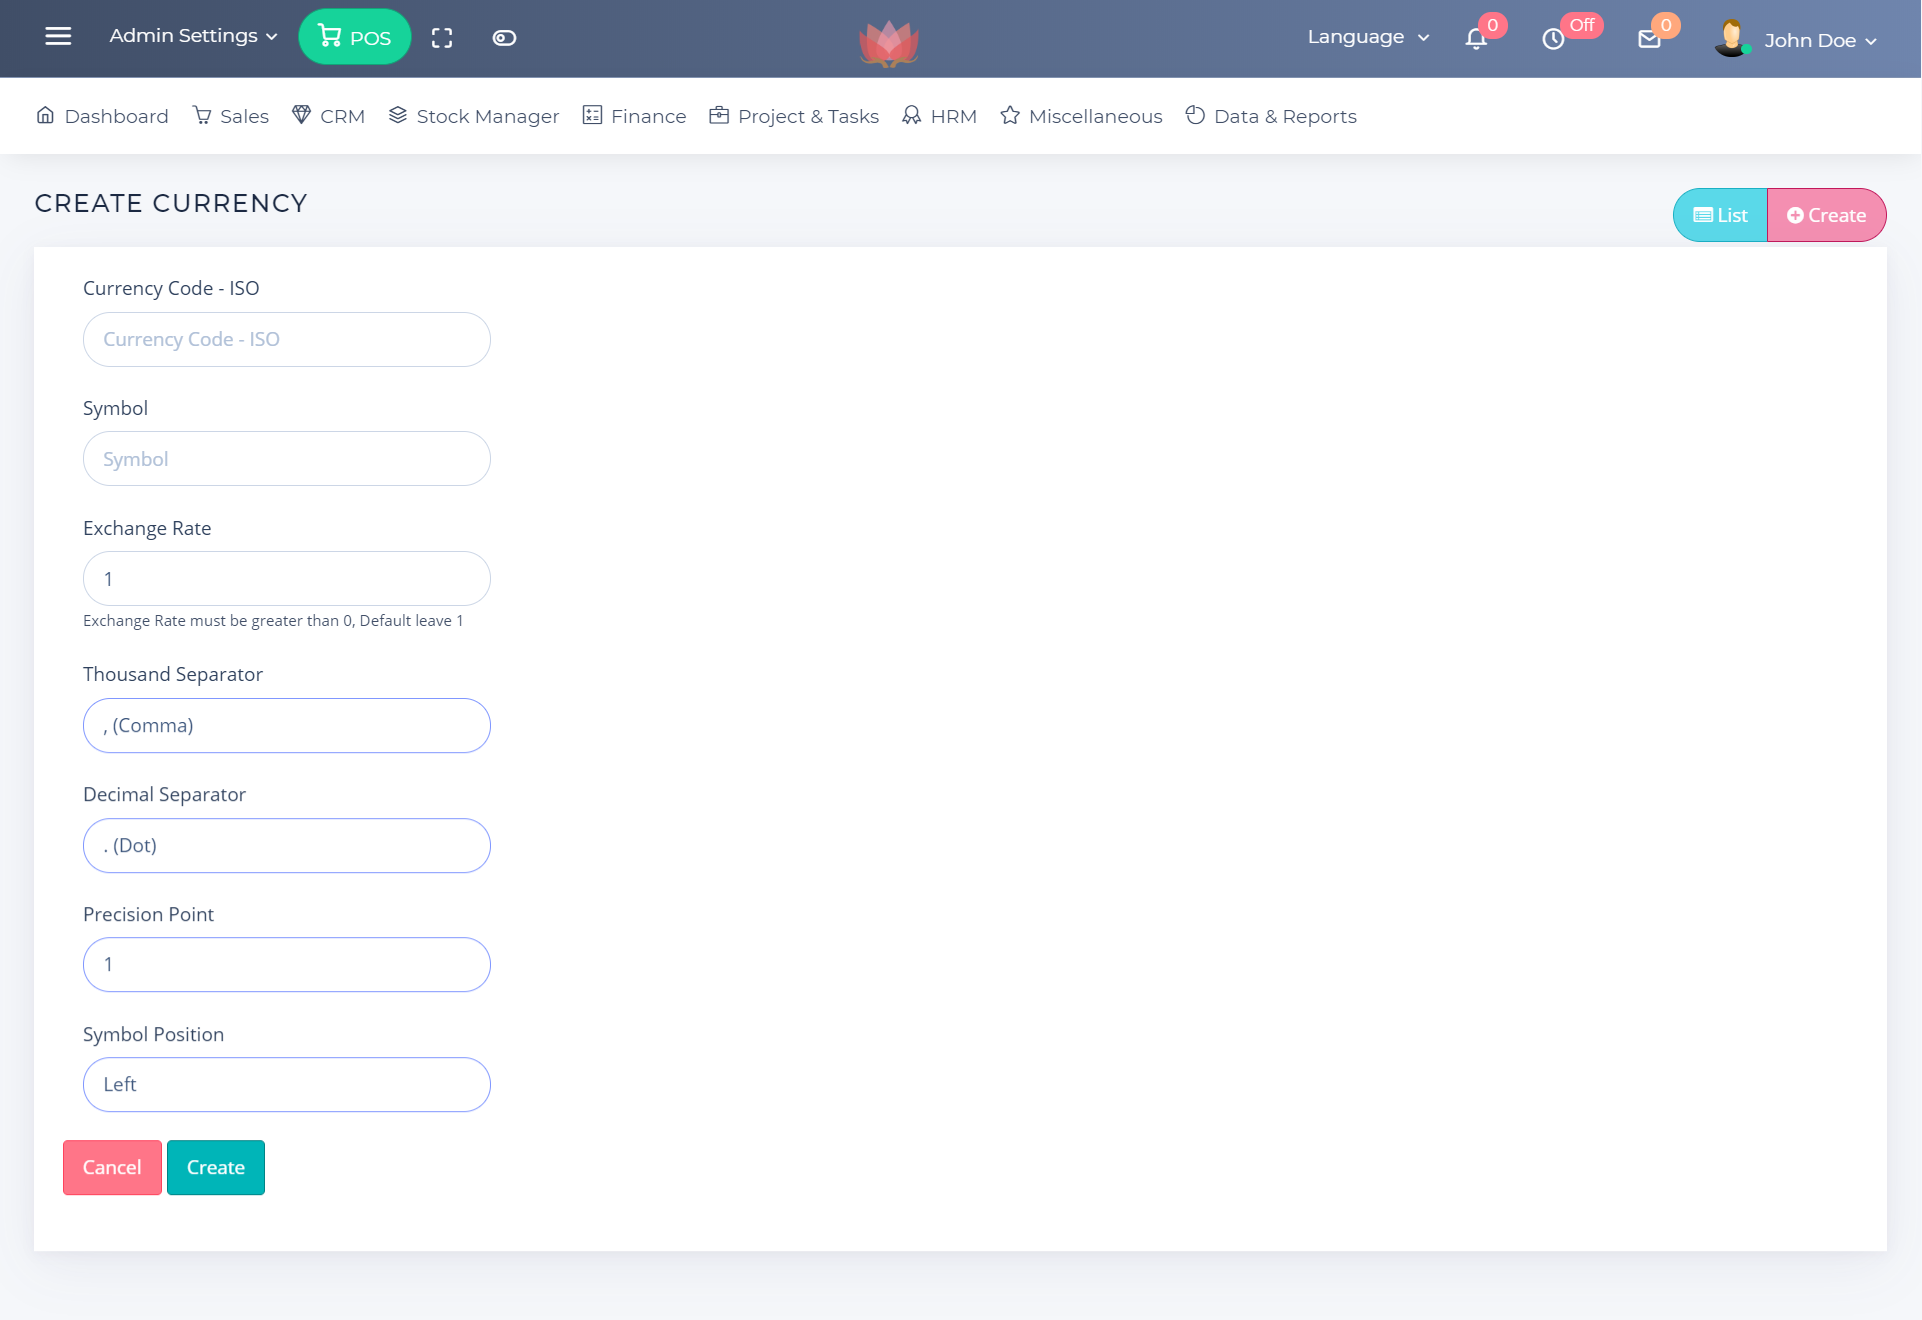 Admin Settings POS Language 0 Off 0 John Doe
Dashboard Sales CRM Stock Manager Finance Project & Tasks HRM Miscellaneous Data & Reports
CREATE CURRENCY
List Create
Currency Code - ISO
Currency Code - ISO
Symbol
Symbol
Exchange Rate
1
Exchange Rate must be greater than 0, Default leave 1
Thousand Separator
, (Comma)
Decimal Separator
. (Dot)
Precision Point
1
Symbol Position
Left
Cancel Create